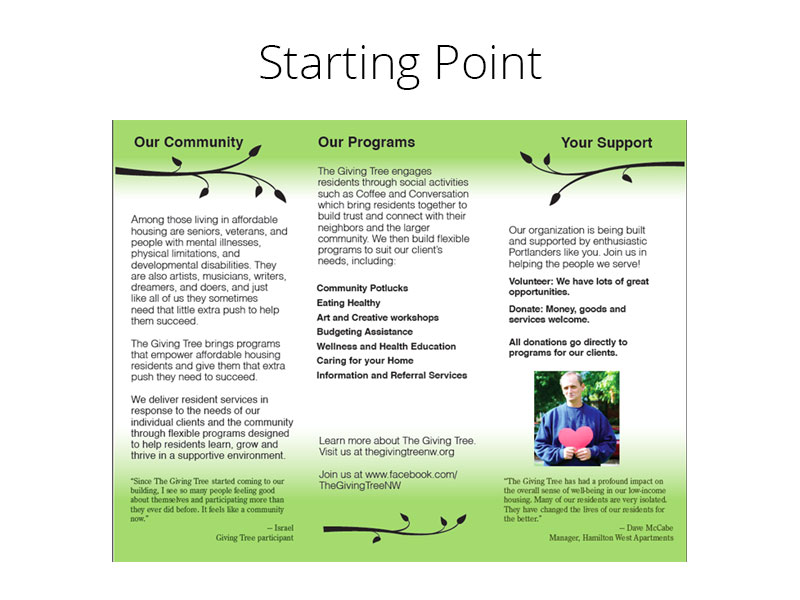 Starting Point
Our Community
Among those living in affordable
housing are seniors, veterans, and
people with mental illnesses,
physical limitations, and
developmental disabilities. They
are also artists, musicians, writers,
dreamers, and doers, and just
like all of us they sometimes
need that little extra push to help
them succeed.
The Giving Tree brings programs
that empower affordable housing
residents and give them that extra
push they need to succeed.
We deliver resident services in
response to the needs of our
individual clients and the community
through flexible programs designed
to help residents learn, grow and
thrive in a supportive environment.
“Since The Giving Tree started coming to our
building, I see so many people feeling good
about themselves and participating more than
they ever did before. It feels like a community
now.”
— Israel
Giving Tree participant
Our Programs
The Giving Tree engages
residents through social activities
such as Coffee and Conversation
which bring residents together to
build trust and connect with their
neighbors and the larger
community. We then build flexible
programs to suit our client’s
needs, including:
Community Potlucks
Eating Healthy
Art and Creative workshops
Budgeting Assistance
Wellness and Health Education
Caring for your Home
Information and Referral Services
Learn more about The Giving Tree.
Visit us at thegivingtreenw.org
Join us at www.facebook.com/
TheGivingTreeNW
Your Support
Our organization is being built
and supported by enthusiastic
Portlanders like you. Join us in
helping the people we serve!
Volunteer: We have lots of great
opportunities.
Donate: Money, goods and
services welcome.
All donations go directly to
programs for our clients.
“The Giving Tree has had a profound impact on
the overall sense of well-being in our low-income
housing. Many of our residents are very isolated.
They have changed the lives of our residents for
the better.”
— Dave McCabe
Manager, Hamilton West Apartments